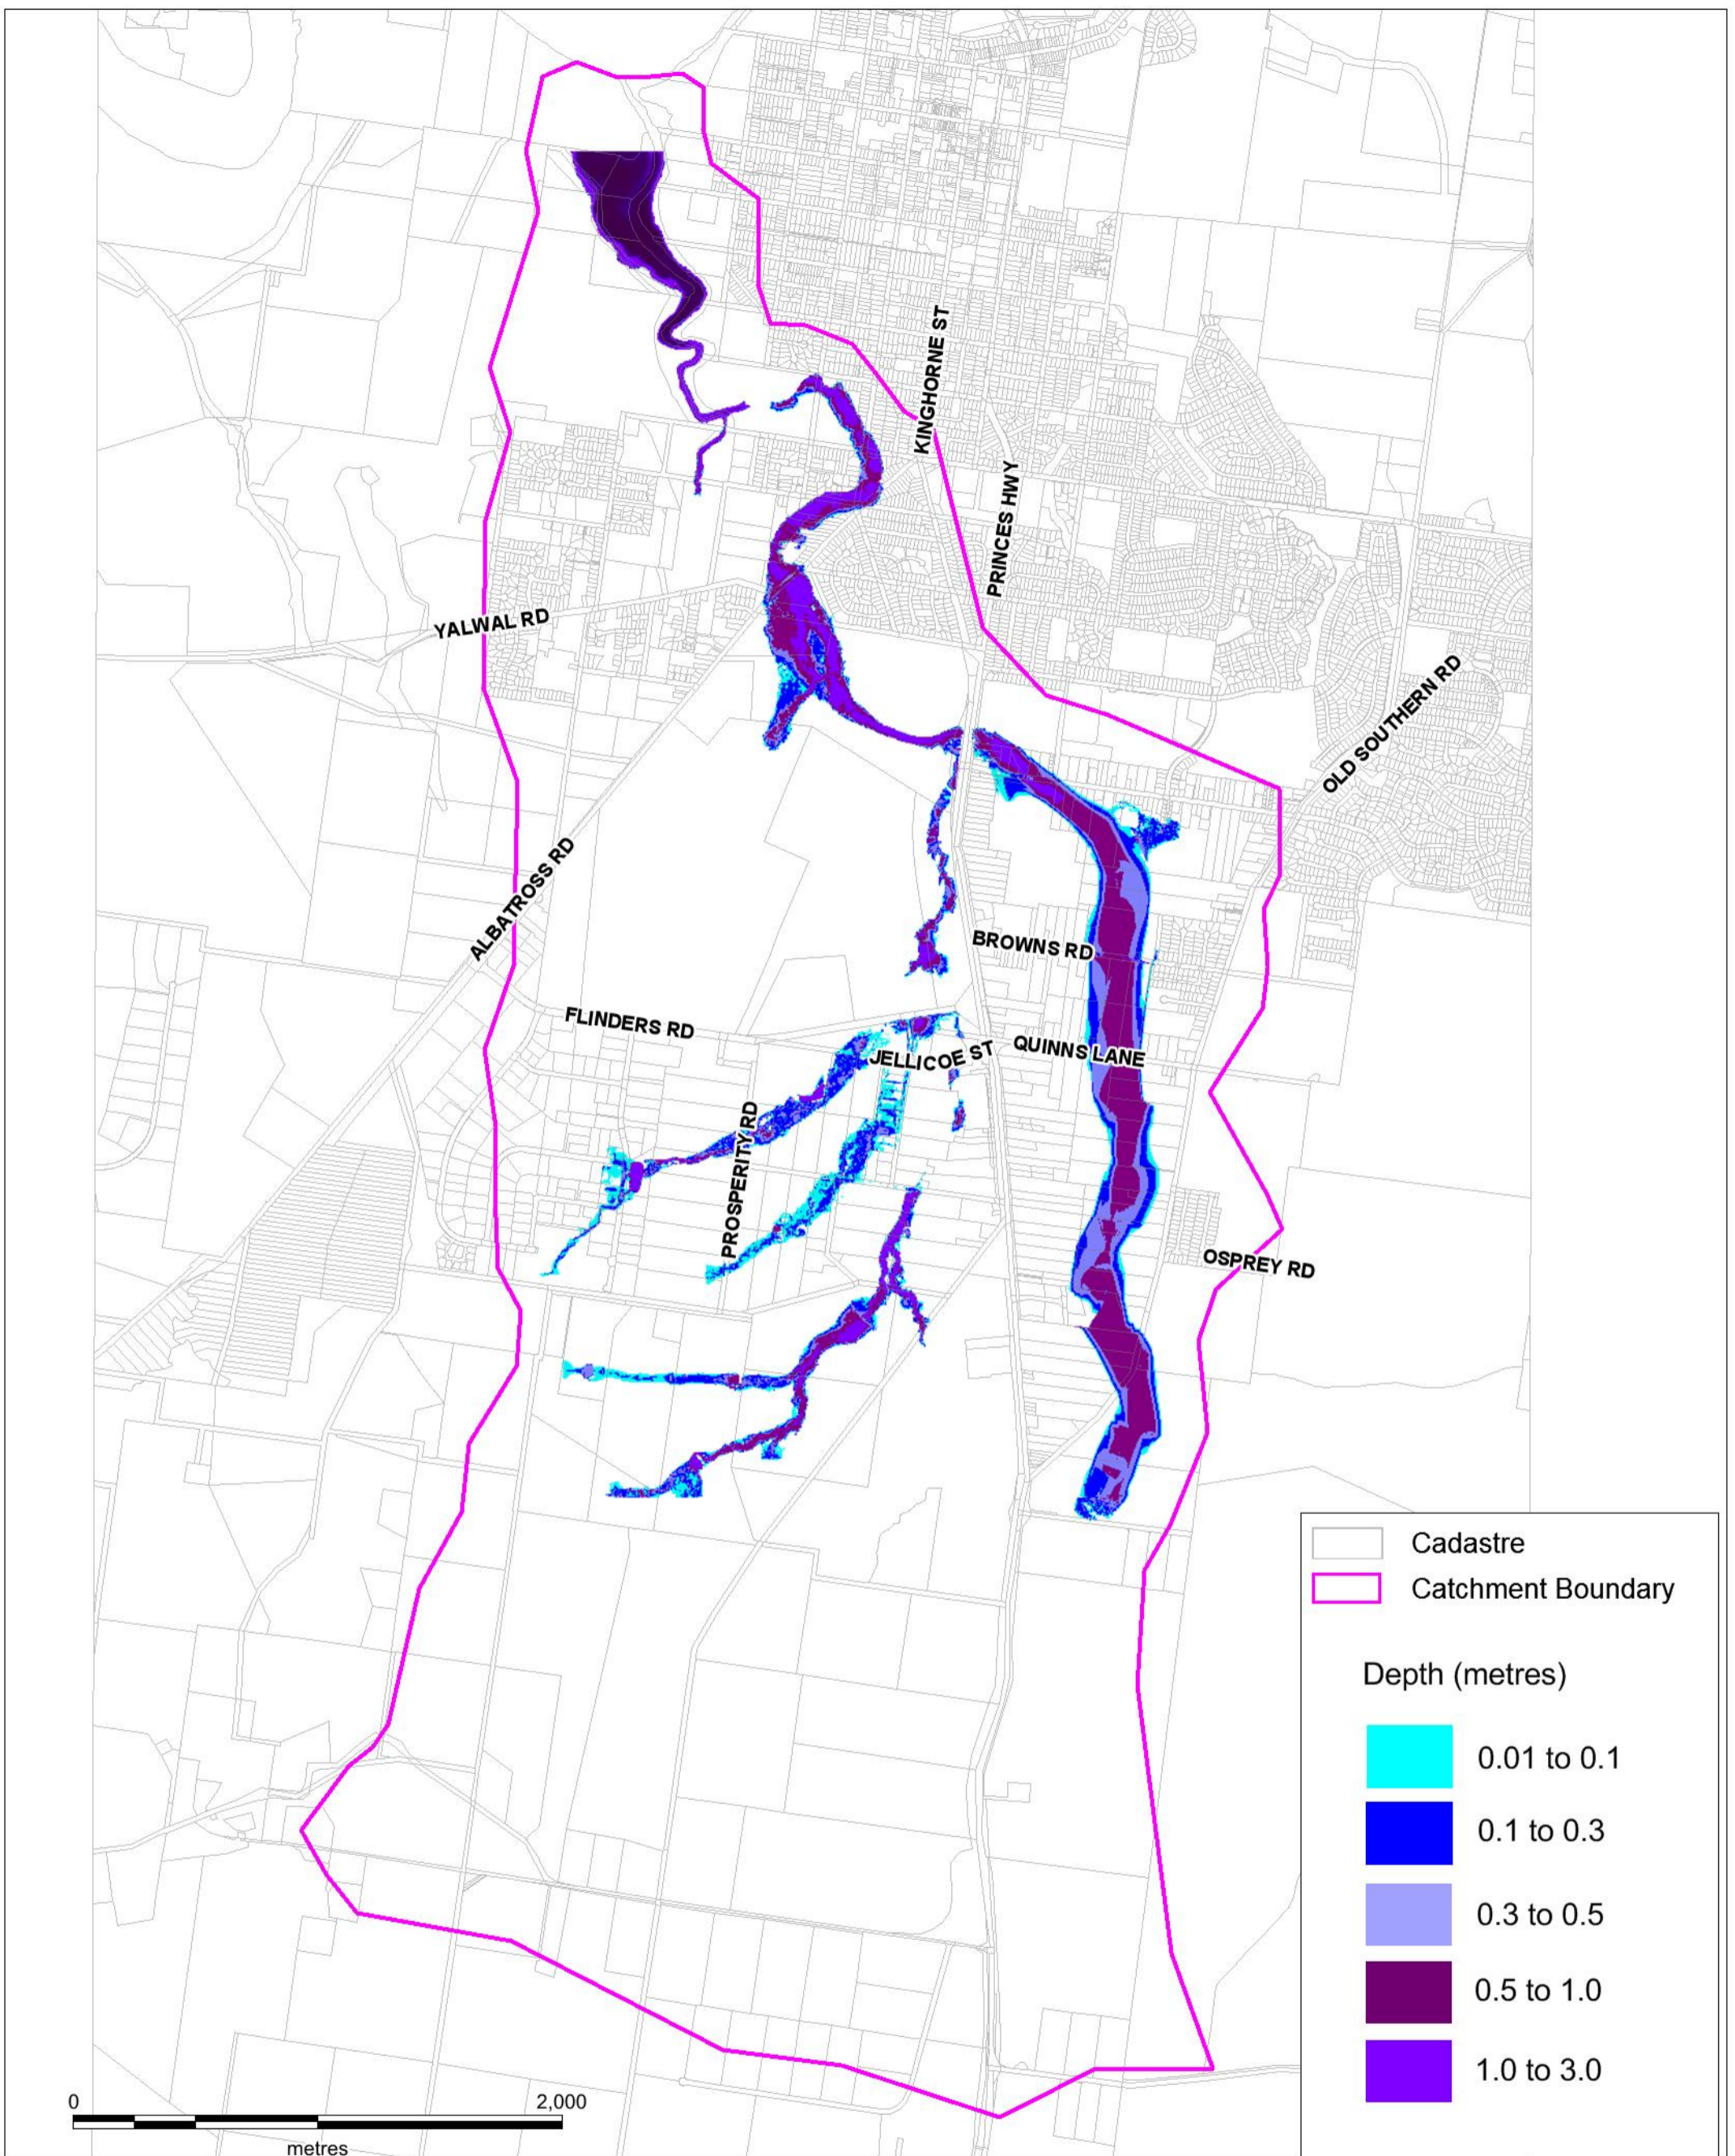 KINGHORNE ST
PRINCES HWY
YALWAL RD
OLD SOUTHERN RD
ALBATROSS RD
BROWNS RD
FLINDERS RD
JELLICOE ST
QUINNS LANE
PROSPERITY RD
OSPREY RD
Cadastre
Catchment Boundary
Depth (metres)
0.01 to 0.1
0.1 to 0.3
0.3 to 0.5
0.5 to 1.0
1.0 to 3.0
0 2,000
metres